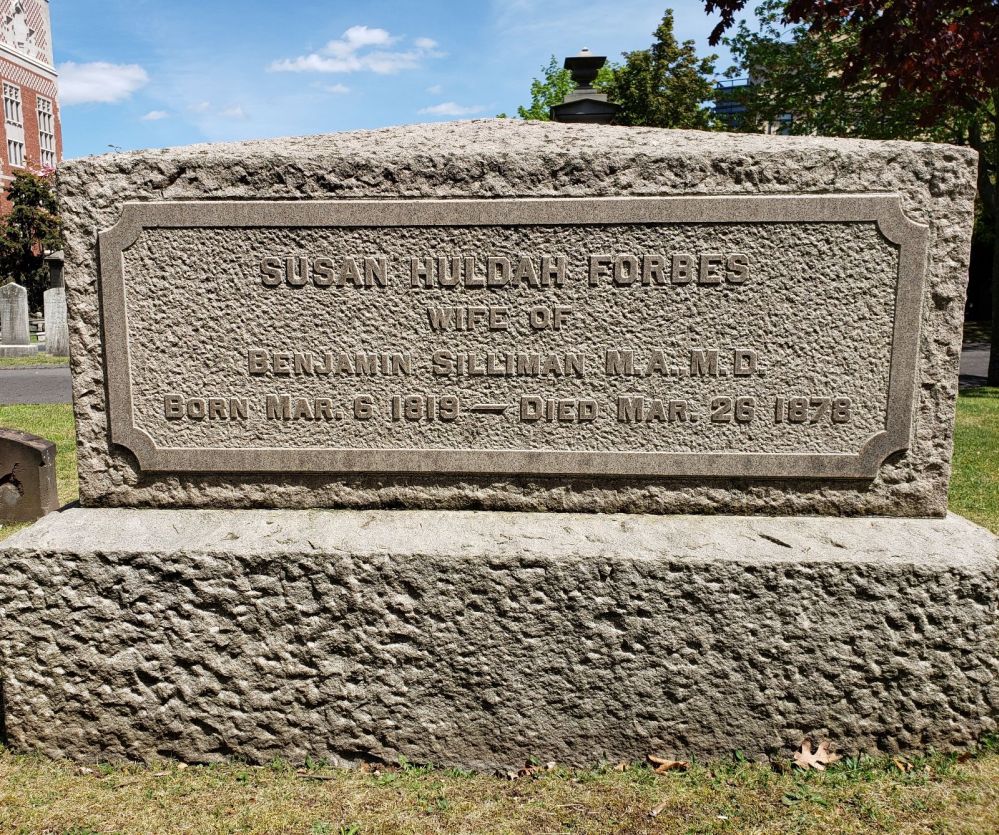 SUSAN HULDAH FORBES
WIFE OF
BENJAMIN SILLIMAN M.A. M.D.
BORN MAR. 6 1819 — DIED MAR. 26 1878